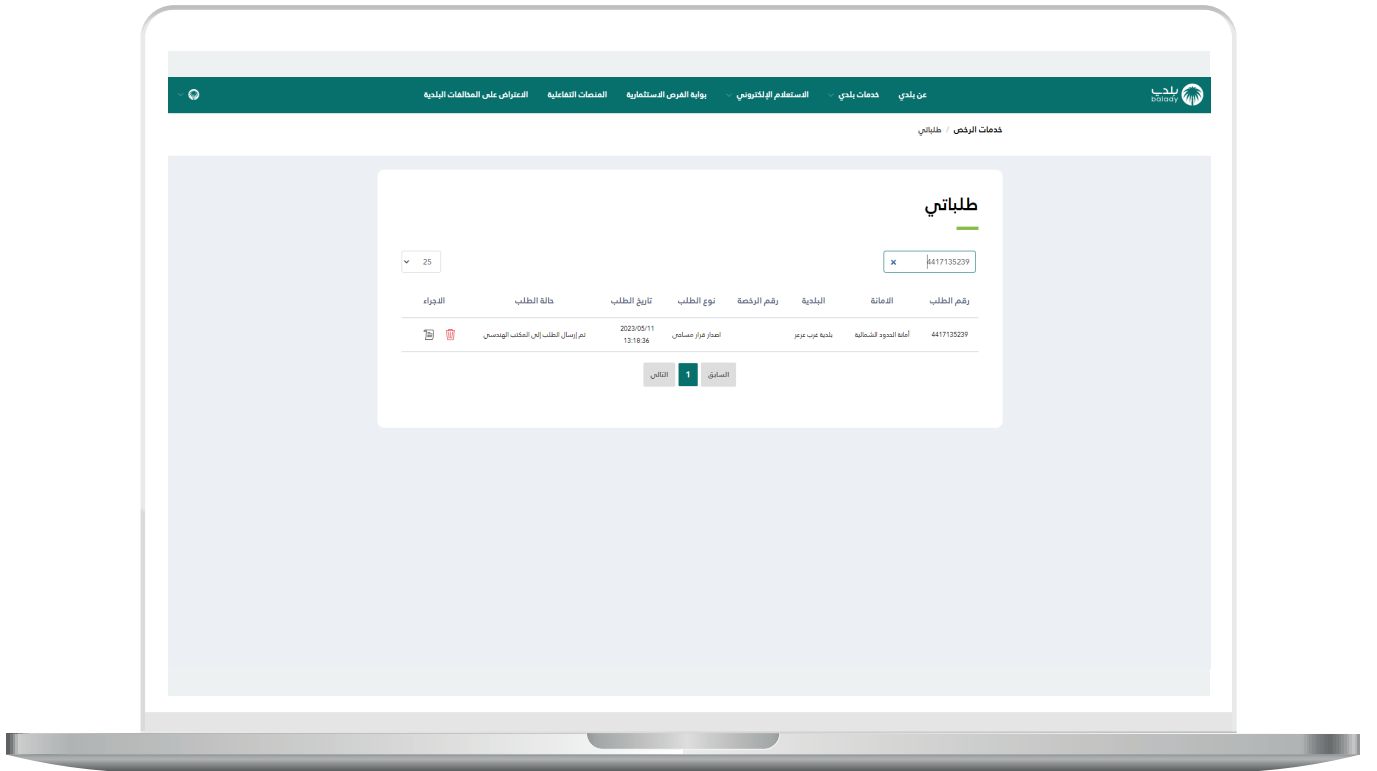 بلدي
balady
عن بلدي خدمات بلدي الاستعلام الإلكتروني بوابة الفرص الاستثمارية المنصات التفاعلية الاعتراض على المخالفات البلدية
خدمات الرخص / طلباتي
طلباتي
4417135239 × 25
رقم الطلب الامانة البلدية رقم الرخصة نوع الطلب تاريخ الطلب حالة الطلب الاجراء
4417135239 أمانة الحدود الشمالية بلدية غرب عرعر اصدار قرار مساحي 2023/05/11 تم إرسال الطلب إلى المكتب الهندسي
13:18:36
السابق 1 التالي